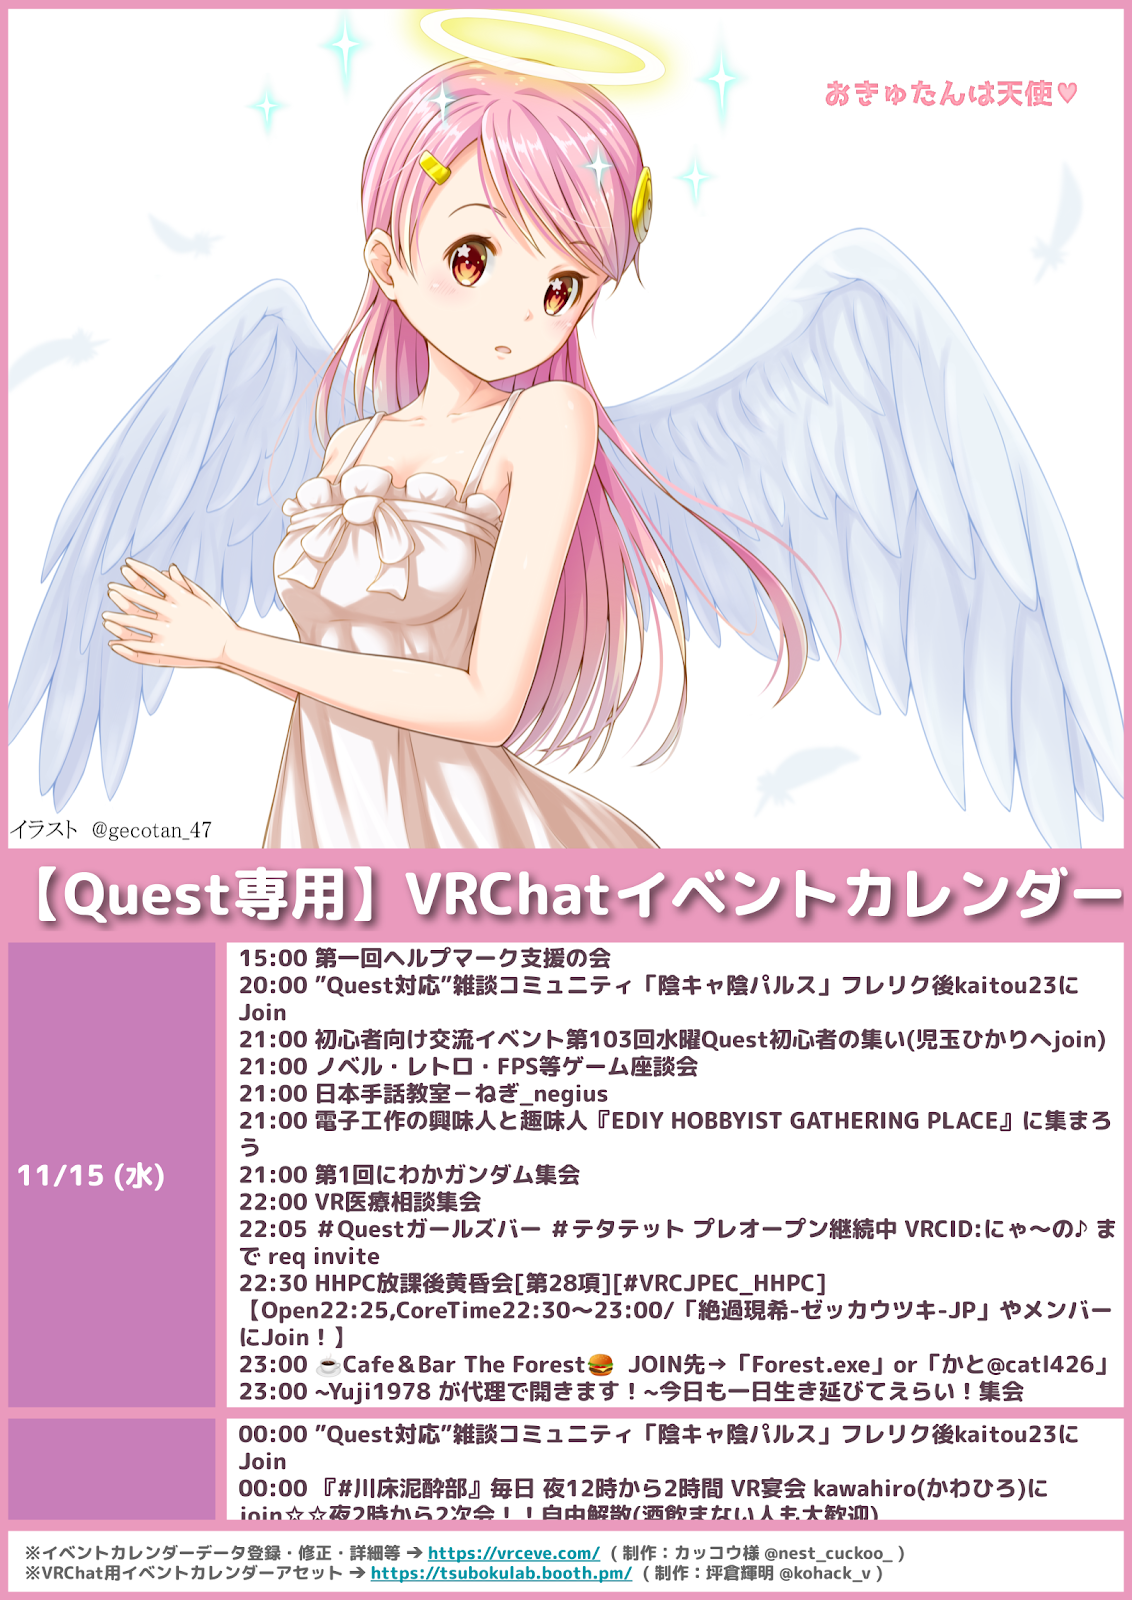 おきゅたんは天使♥
イラスト @gecotan_47
【Quest専用】VRChatイベントカレンダー
11/15 (水)
15:00 第一回ヘルプマーク支援の会
20:00 ”Quest対応”雑談コミュニティ「陰キャ陰パルス」フレリク後kaitou23に
Join
21:00 初心者向け交流イベント第103回水曜Quest初心者の集い(児玉ひかりへjoin)
21:00 ノベル・レトロ・FPS等ゲーム座談会
21:00 日本手話教室－ねぎ_negius
21:00 電子工作の興味人と趣味人『EDIY HOBBYIST GATHERING PLACE』に集まろ
う
21:00 第1回にわかガンダム集会
22:00 VR医療相談集会
22:05 ＃Questガールズバー ＃テタテット プレオープン継続中 VRCID:にゃ〜の♪ ま
で req invite
22:30 HHPC放課後黄昏会[第28項][#VRCJPEC_HHPC]
【Open22:25,CoreTime22:30〜23:00/「絶過現希-ゼッカウツキ-JP」やメンバー
にJoin！】
23:00 ☕Cafe＆Bar The Forest🍔 JOIN先→「Forest.exe」or「かと@catl426」
23:00 ~Yuji1978 が代理で開きます！~今日も一日生き延びてえらい！集会
00:00 ”Quest対応”雑談コミュニティ「陰キャ陰パルス」フレリク後kaitou23に
Join
00:00 『#川床泥酔部』毎日 夜12時から2時間 VR宴会 kawahiro(かわひろ)に
join☆☆夜2時から2次会！！自由解散(酒飲まない人も大歓迎)
※イベントカレンダーデータ登録・修正・詳細等 ➔ https://vrceve.com/ ( 制作：カッコウ様 @nest_cuckoo_ )
※VRChat用イベントカレンダーアセット ➔ https://tsubokulab.booth.pm/ ( 制作：坪倉輝明 @kohack_v )